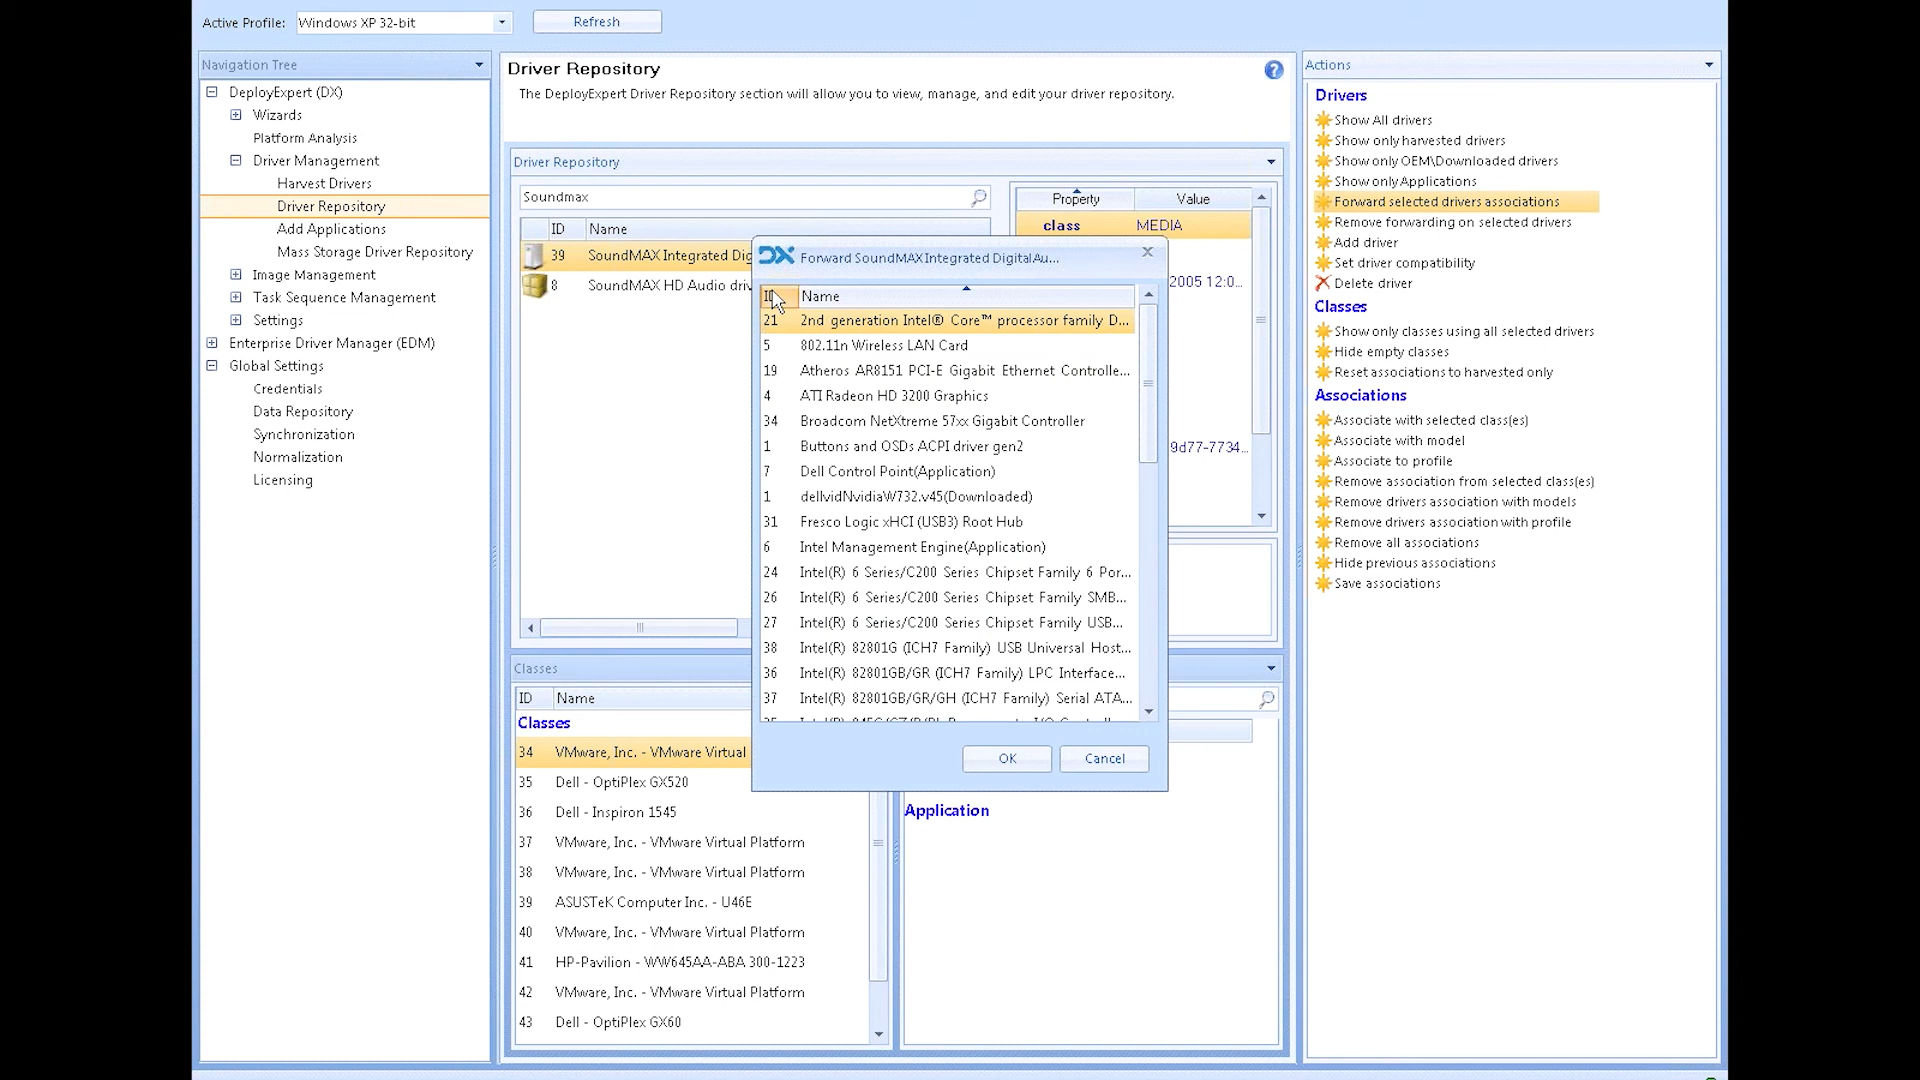 Active Profile: Windows XP 32-bit Refresh
Navigation Tree
DeployExpert (DX)
Wizards
Platform Analysis
Driver Management
Harvest Drivers
Driver Repository
Add Applications
Mass Storage Driver Repository
Image Management
Task Sequence Management
Settings
Enterprise Driver Manager (EDM)
Global Settings
Credentials
Data Repository
Synchronization
Normalization
Licensing
Driver Repository
The DeployExpert Driver Repository section will allow you to view, manage, and edit your driver repository.
Driver Repository
Soundmax
ID Name
39 SoundMAX Integrated Dig
8 SoundMAX HD Audio driv
Property Value
class MEDIA
2005 12:0...
9d77-7734...
DX Forward SoundMAX Integrated Digital Au...
Name
21 2nd generation Intel® Core™ processor family D...
5 802.11n Wireless LAN Card
19 Atheros AR8151 PCI-E Gigabit Ethernet Controlle...
4 ATI Radeon HD 3200 Graphics
34 Broadcom NetXtreme 57xx Gigabit Controller
1 Buttons and OSDs ACPI driver gen2
7 Dell Control Point(Application)
1 dellvidNvidiaW732.v45(Downloaded)
31 Fresco Logic xHCI (USB3) Root Hub
6 Intel Management Engine(Application)
24 Intel(R) 6 Series/C200 Series Chipset Family 6 Por...
26 Intel(R) 6 Series/C200 Series Chipset Family SMB...
27 Intel(R) 6 Series/C200 Series Chipset Family USB...
38 Intel(R) 82801G (ICH7 Family) USB Universal Host...
36 Intel(R) 82801GB/GR (ICH7 Family) LPC Interface...
37 Intel(R) 82801GB/GR/GH (ICH7 Family) Serial ATA...
OK Cancel
Classes
ID Name
Classes
34 VMware, Inc. - VMware Virtual
35 Dell - OptiPlex GX520
36 Dell - Inspiron 1545
37 VMware, Inc. - VMware Virtual Platform
38 VMware, Inc. - VMware Virtual Platform
39 ASUSTeK Computer Inc. - U46E
40 VMware, Inc. - VMware Virtual Platform
41 HP-Pavilion - WW645AA-ABA 300-1223
42 VMware, Inc. - VMware Virtual Platform
43 Dell - OptiPlex GX60
Application
Actions
Drivers
Show All drivers
Show only harvested drivers
Show only OEM\Downloaded drivers
Show only Applications
Forward selected drivers associations
Remove forwarding on selected drivers
Add driver
Set driver compatibility
Delete driver
Classes
Show only classes using all selected drivers
Hide empty classes
Reset associations to harvested only
Associations
Associate with selected class(es)
Associate with model
Associate to profile
Remove association from selected class(es)
Remove drivers association with models
Remove drivers association with profile
Remove all associations
Hide previous associations
Save associations